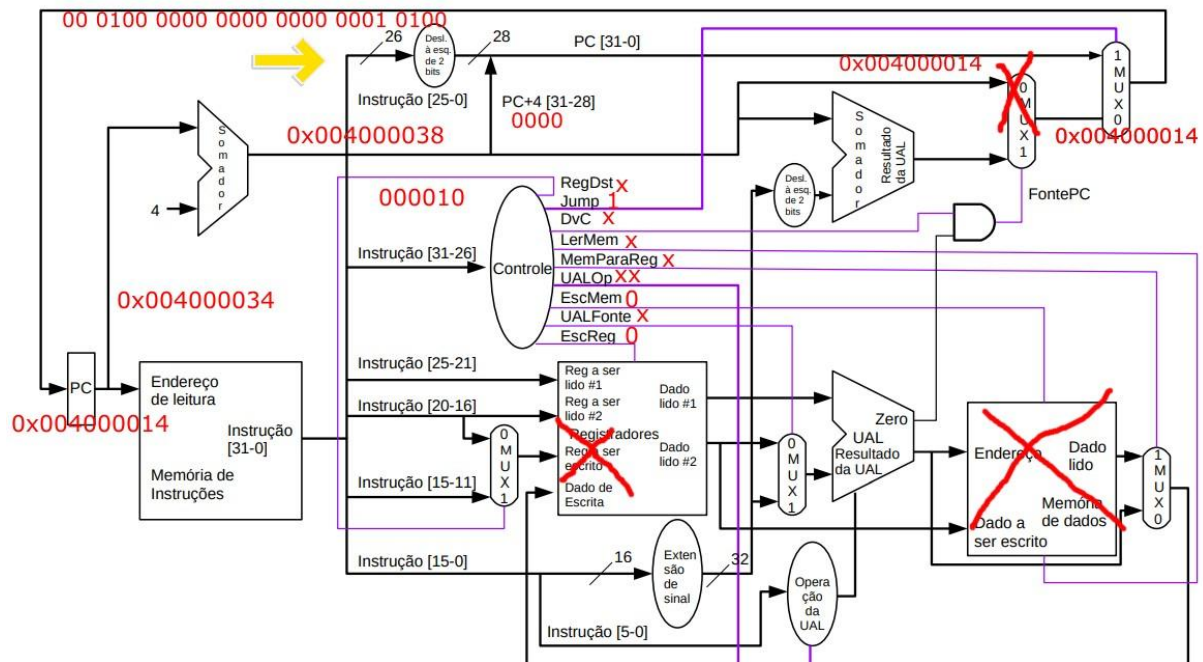 00 0100 0000 0000 0000 0001 0100
26
Desl.
à esq.
de 2
bits
28
PC [31-0]
1
M
U
X
0
Instrução [25-0]
PC+4 [31-28]
0000
0x004000014
0
M
U
X
1
0x004000014
Somador
0x004000038
4
Somador
Resultado
da UAL
Desl.
à esq.
de 2
bits
FontePC
000010
RegDst x
Jump 1
DvC x
LerMem x
MemParaReg x
UALOp xx
EscMem 0
UALFonte x
EscReg 0
Instrução [31-26]
Controle
0x004000034
PC
0x004000014
Endereço
de leitura
Instrução
[31-0]
Memória de
Instruções
Instrução [25-21]
Instrução [20-16]
Instrução [15-11]
0
M
U
X
1
Reg a ser
lido #1
Reg a ser
lido #2
Registradores
Reg a ser
escrito
Dado de
Escrita
Dado
lido #1
Dado
lido #2
0
M
U
X
1
Zero
UAL
Resultado
da UAL
Endereço
Dado
lido
Memória
de dados
Dado a
ser escrito
1
M
U
X
0
Instrução [15-0]
16
Exten
são de
sinal
32
Opera
ção da
UAL
Instrução [5-0]